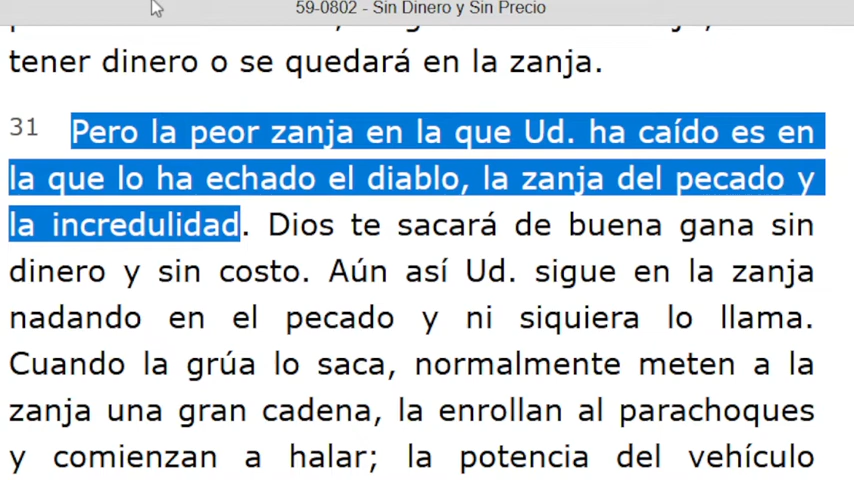 59-0802 - Sin Dinero y Sin Precio
tener dinero o se quedará en la zanja.
31 Pero la peor zanja en la que Ud. ha caído es en
la que lo ha echado el diablo, la zanja del pecado y
la incredulidad. Dios te sacará de buena gana sin
dinero y sin costo. Aún así Ud. sigue en la zanja
nadando en el pecado y ni siquiera lo llama.
Cuando la grúa lo saca, normalmente meten a la
zanja una gran cadena, la enrollan al parachoques
y comienzan a halar; la potencia del vehículo